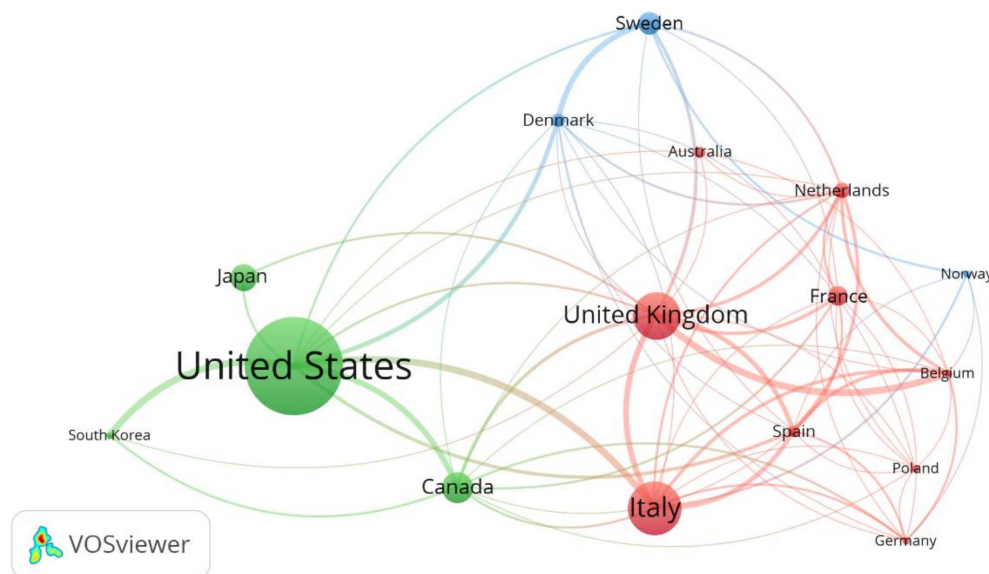 Sweden
Denmark
Australia
Netherlands
Japan
Norway
France
United Kingdom
United States
Belgium
South Korea
Spain
Poland
Canada
Italy
Germany
VOSviewer